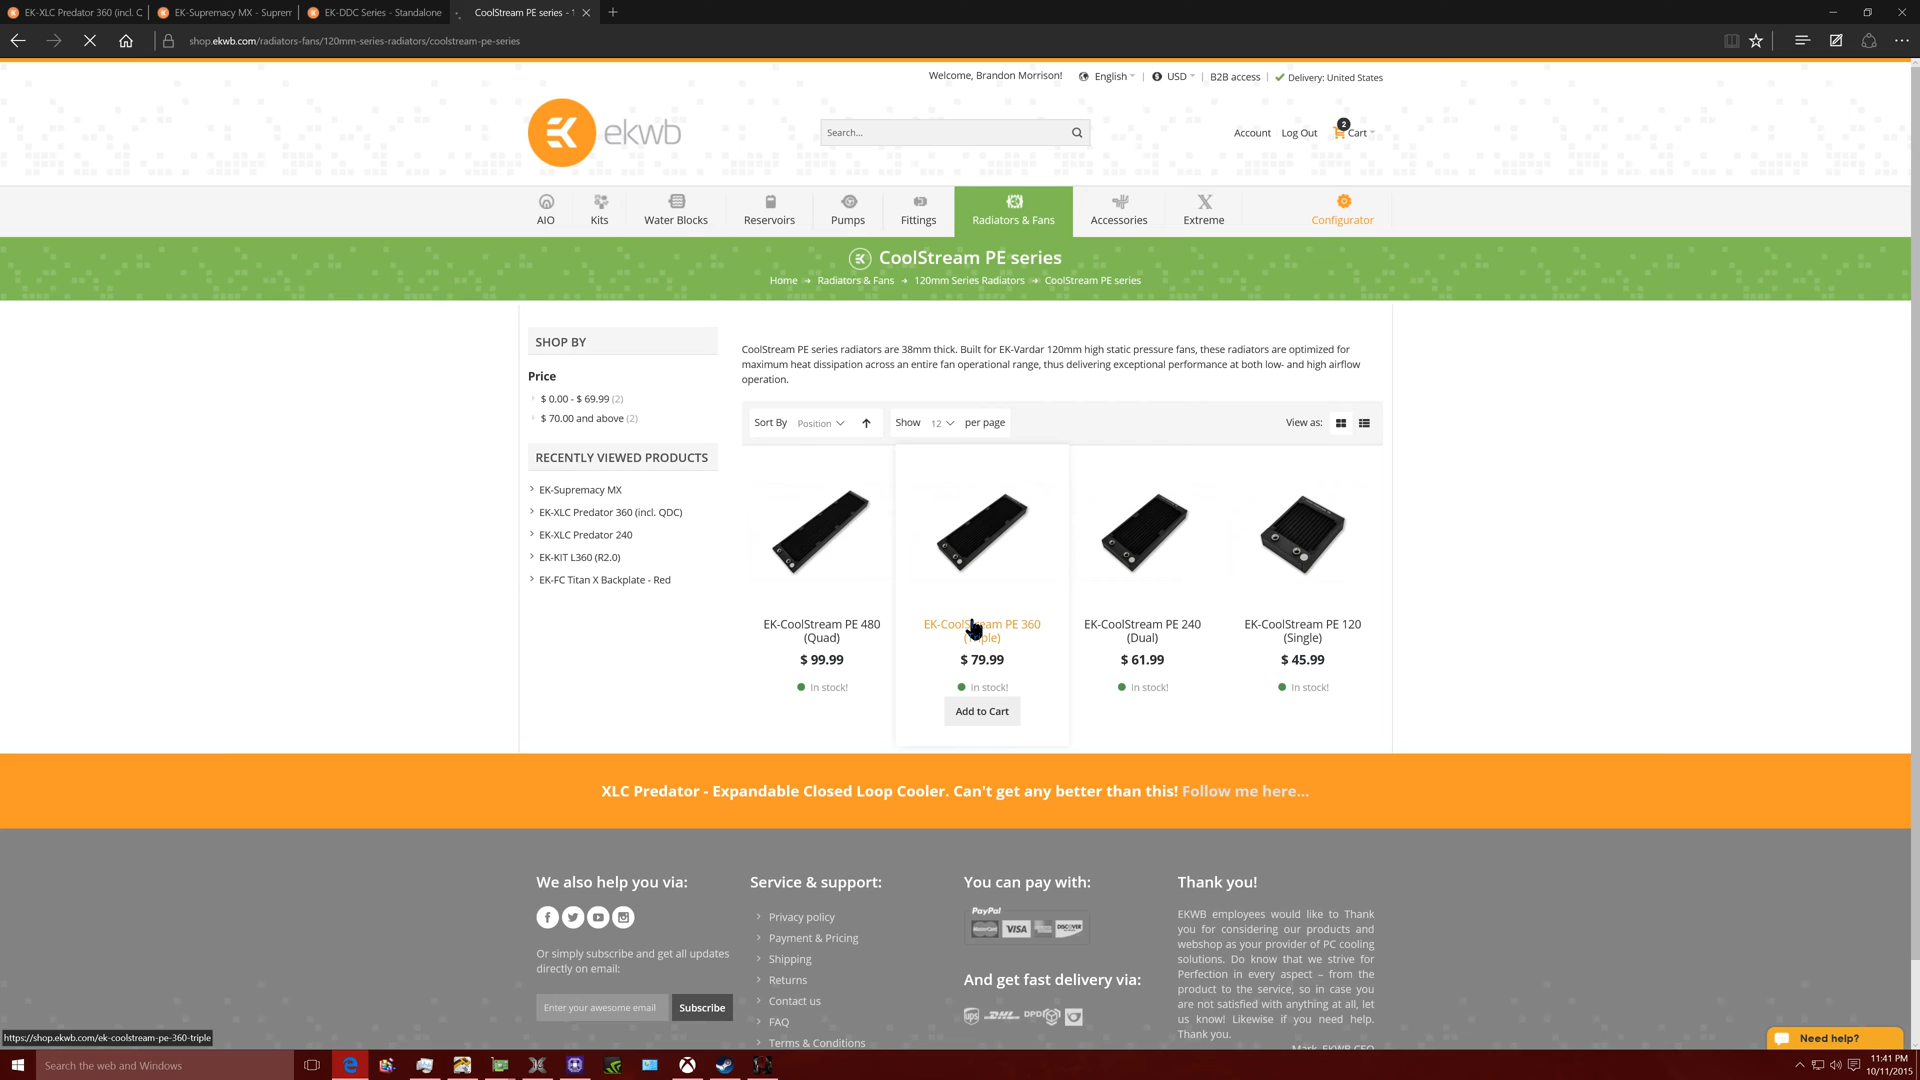 EK-XLC Predator 360 (incl. C
EK-Supremacy MX - Suprem
EK-DDC Series - Standalone
CoolStream PE series - 1
shop.ekwb.com/radiators-fans/120mm-series-radiators/coolstream-pe-series
Welcome, Brandon Morrison!
English
USD
B2B access
Delivery: United States
ekwb
Search...
Account
Log Out
2
Cart
AIO
Kits
Water Blocks
Reservoirs
Pumps
Fittings
Radiators & Fans
Accessories
Extreme
Configurator
CoolStream PE series
Home
Radiators & Fans
120mm Series Radiators
CoolStream PE series
SHOP BY
Price
$ 0.00 - $ 69.99 (2)
$ 70.00 and above (2)
RECENTLY VIEWED PRODUCTS
EK-Supremacy MX
EK-XLC Predator 360 (incl. QDC)
EK-XLC Predator 240
EK-KIT L360 (R2.0)
EK-FC Titan X Backplate - Red
CoolStream PE series radiators are 38mm thick. Built for EK-Vardar 120mm high static pressure fans, these radiators are optimized for
maximum heat dissipation across an entire fan operational range, thus delivering exceptional performance at both low- and high airflow
operation.
Sort By Position
Show 12 per page
View as:
EK-CoolStream PE 480
(Quad)
$ 99.99
In stock!
EK-CoolStream PE 360
(Triple)
$ 79.99
In stock!
Add to Cart
EK-CoolStream PE 240
(Dual)
$ 61.99
In stock!
EK-CoolStream PE 120
(Single)
$ 45.99
In stock!
XLC Predator - Expandable Closed Loop Cooler. Can't get any better than this! Follow me here...
We also help you via:
Or simply subscribe and get all updates
directly on email:
Enter your awesome email
Subscribe
Service & support:
Privacy policy
Payment & Pricing
Shipping
Returns
Contact us
FAQ
Terms & Conditions
You can pay with:
PayPal
MasterCard
VISA
DISCOVER
And get fast delivery via:
ups
DHL
DPD
Thank you!
EKWB employees would like to Thank
you for considering our products and
webshop as your provider of PC cooling
solutions. Do know that we strive for
Perfection in every aspect – from the
product to the service, so in case you
are not satisfied with anything at all, let
us know! Likewise if you need help.
Thank you.
Mark, EKWB CEO
Need help?
https://shop.ekwb.com/ek-coolstream-pe-360-triple
Search the web and Windows
11:41 PM
10/11/2015